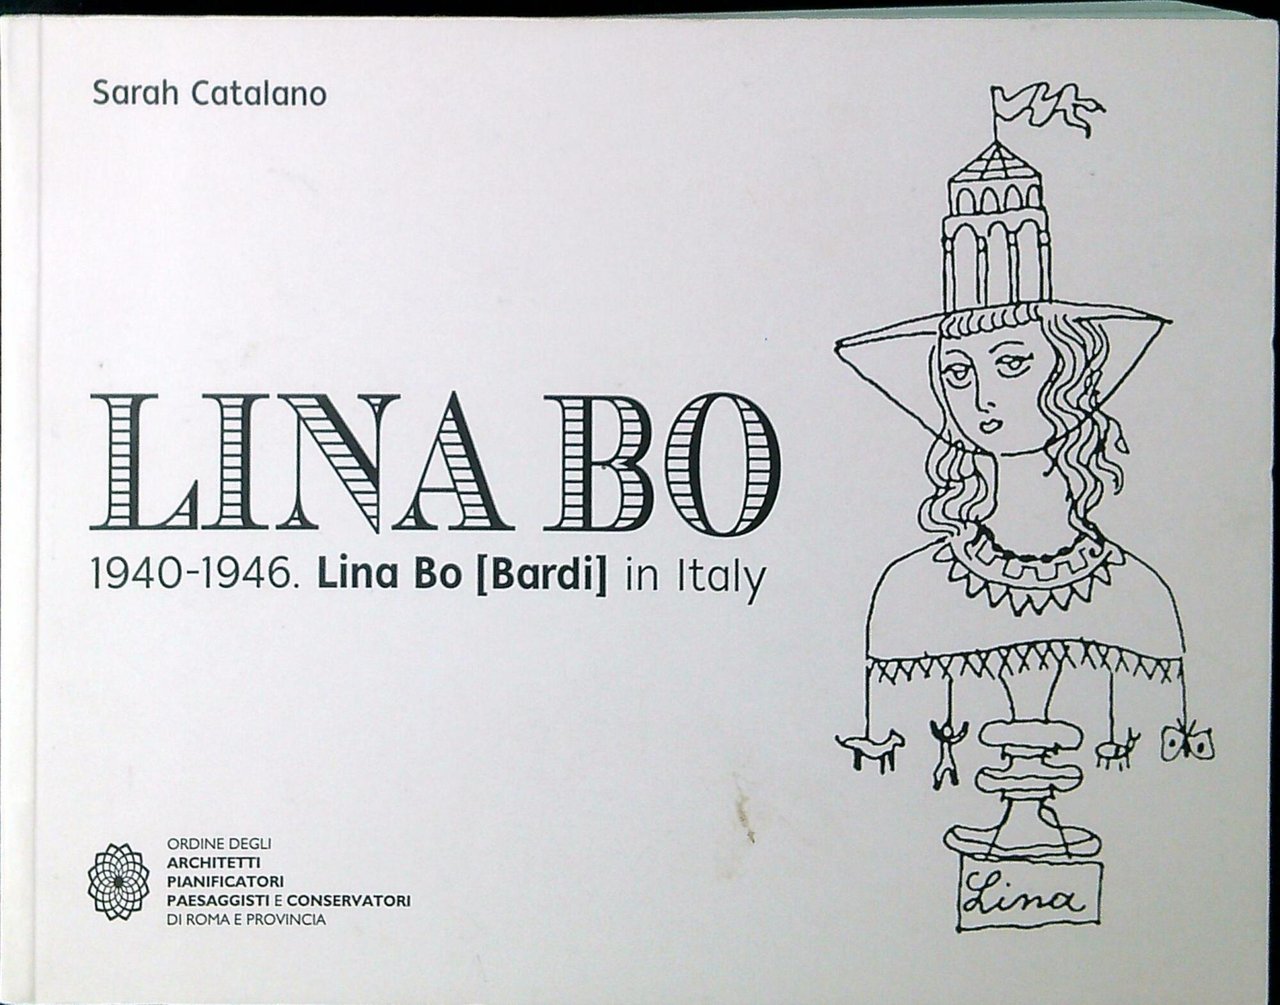 Sarah Catalano
LINA BO
1940-1946. Lina Bo [Bardi] in Italy
ORDINE DEGLI
ARCHITETTI
PIANIFICATORI
PAESAGGISTI E CONSERVATORI
DI ROMA E PROVINCIA
Lina